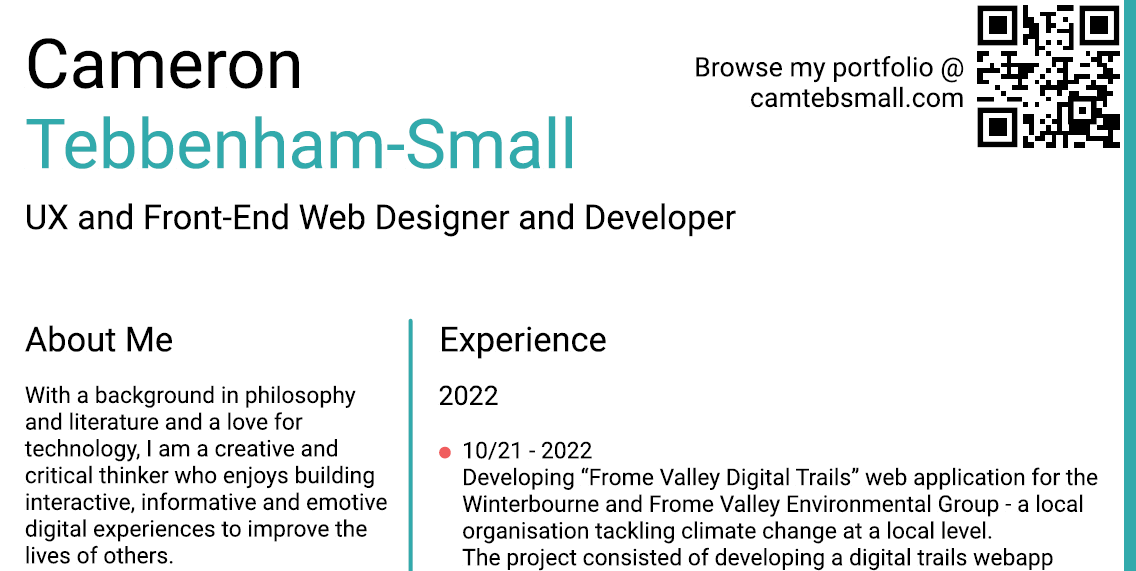 Cameron
Tebbenham-Small
UX and Front-End Web Designer and Developer
Browse my portfolio @
camtebsmall.com
About Me
With a background in philosophy
and literature and a love for
technology, I am a creative and
critical thinker who enjoys building
interactive, informative and emotive
digital experiences to improve the
lives of others.
Experience
2022
10/21 - 2022
Developing “Frome Valley Digital Trails” web application for the
Winterbourne and Frome Valley Environmental Group - a local
organisation tackling climate change at a local level.
The project consisted of developing a digital trails webapp